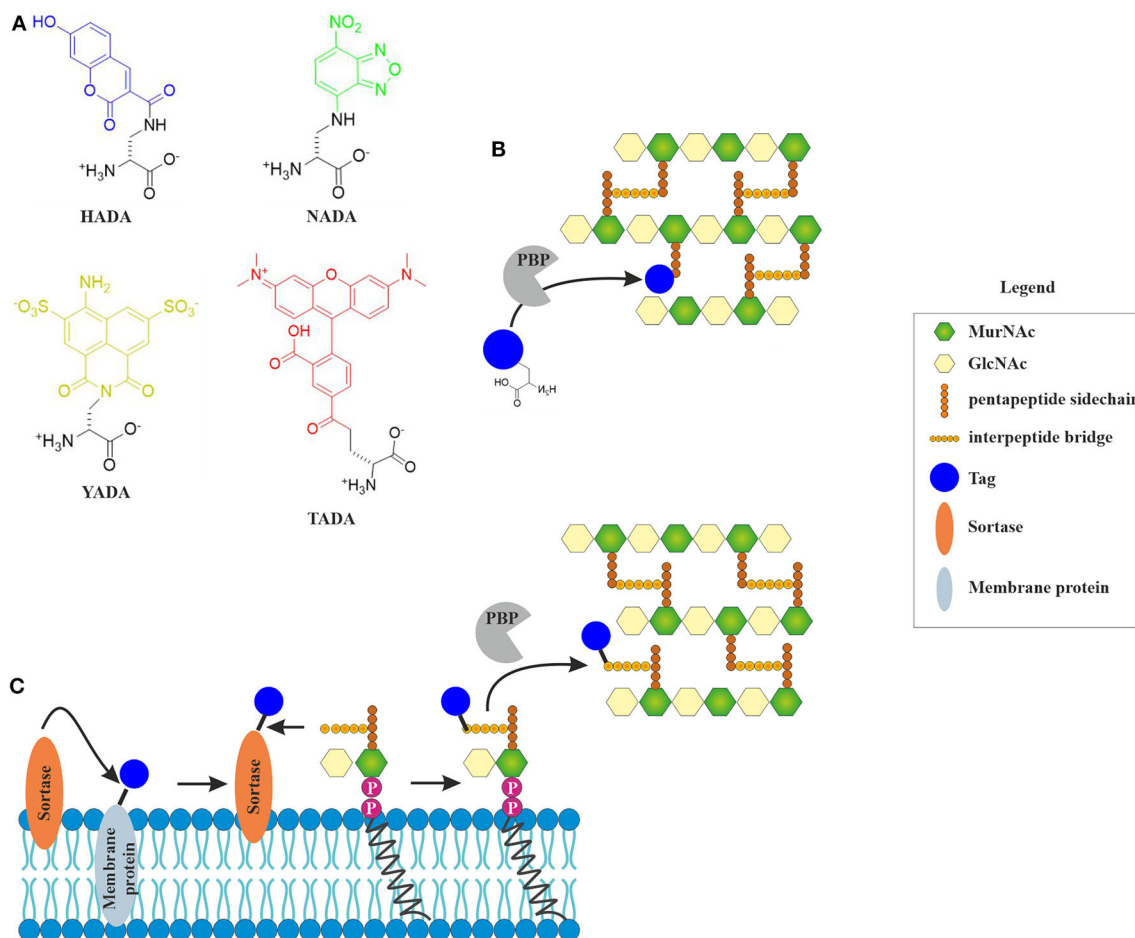 A
HO
O
O
O
NH
+H3N
O-
O
HADA
NO2
N
O
N
NH
+H3N
O-
O
NADA
NH2
-O3S
SO3-
O
N
O
+H3N
O-
O
YADA
N+
O
N
OH
O
O
O-
O
+H3N
TADA
B
PBP
HO
O
NH2
Legend
MurNAc
GlcNAc
pentapeptide sidechain
interpeptide bridge
Tag
Sortase
Membrane protein
C
PBP
Sortase
Membrane
protein
Sortase
P
P
P
P